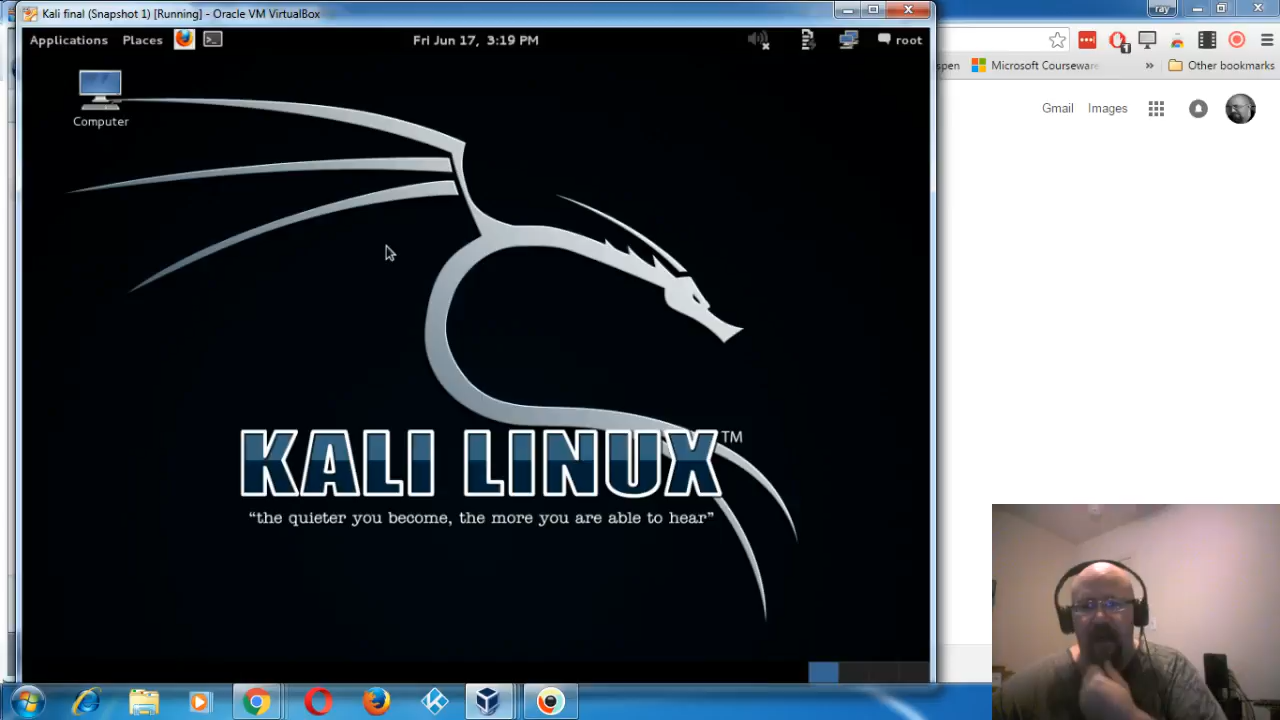 Kali final (Snapshot 1) [Running] - Oracle VM VirtualBox
ray
Applications Places Fri Jun 17, 3:19 PM root
1
spen Microsoft Courseware » Other bookmarks
Computer
Gmail Images
KALI LINUX™
“the quieter you become, the more you are able to hear”